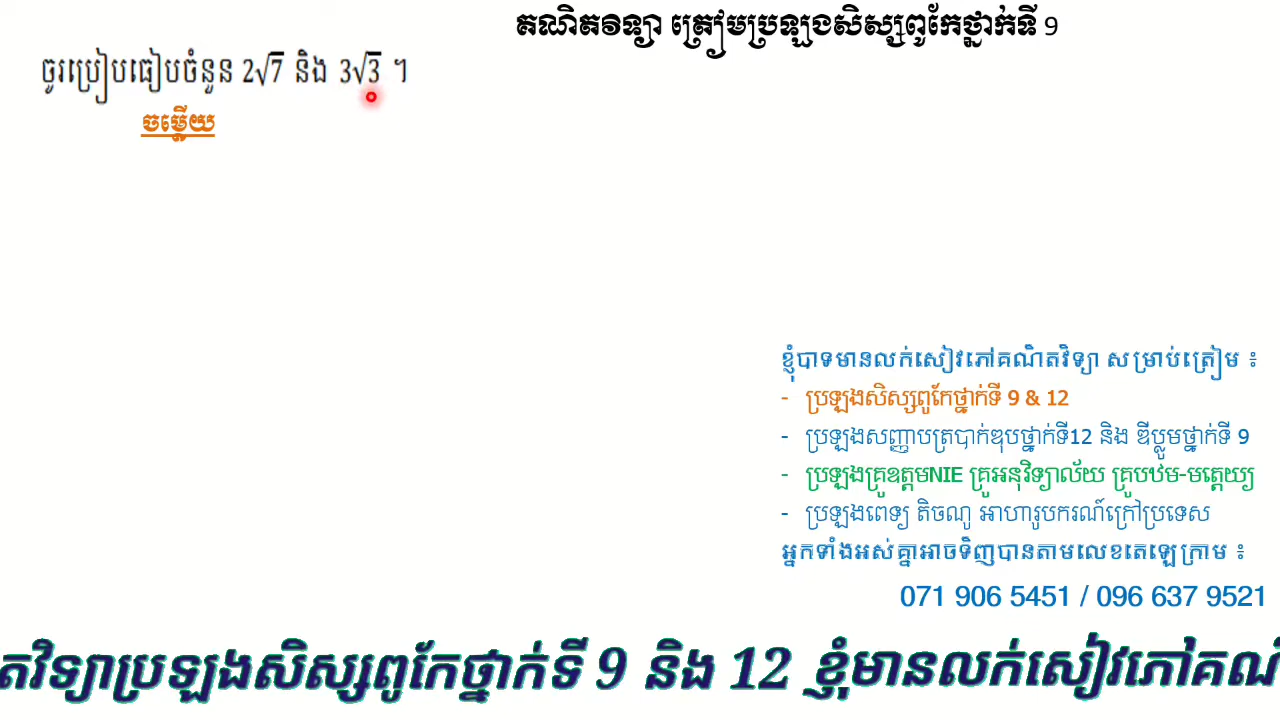 គណិតវិទ្យា ត្រៀមប្រឡងសិស្សពូកែថ្នាក់ទី 9
ចូរប្រៀបធៀបចំនួន 2√7 និង 3√3 ។
ចម្លើយ
ខ្ញុំបាទមានលក់សៀវភៅគណិតវិទ្យា សម្រាប់ត្រៀម ៖
- ប្រឡងសិស្សពូកែថ្នាក់ទី 9 & 12
- ប្រឡងសញ្ញាបត្របាក់ឌុបថ្នាក់ទី12 និង ឌីប្លូមថ្នាក់ទី 9
- ប្រឡងគ្រូឧត្តមNIE គ្រូអនុវិទ្យាល័យ គ្រូបឋម-មត្តេយ្យ
- ប្រឡងពេទ្យ តិចណូ អាហារូបករណ៍ក្រៅប្រទេស
អ្នកទាំងអស់គ្នាអាចទិញបានតាមលេខតេឡេក្រាម ៖
071 906 5451 / 096 637 9521
តវិទ្យាប្រឡងសិស្សពូកែថ្នាក់ទី 9 និង 12 ខ្ញុំមានលក់សៀវភៅគណិ